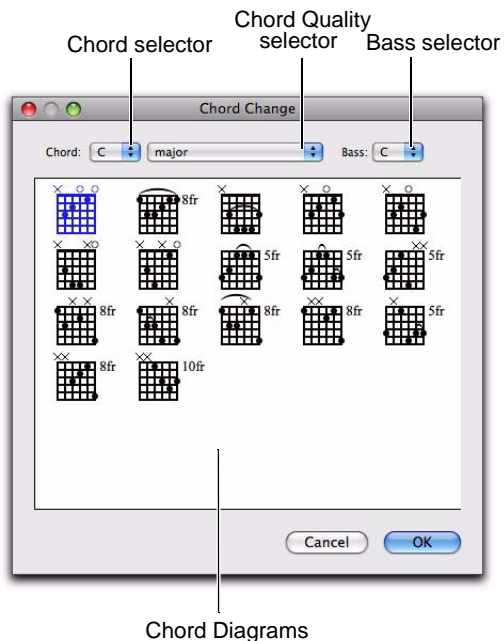 Chord selector
Chord Quality
selector
Bass selector
Chord Change
Chord: C major Bass: C
X O O 8fr X X O X O
X X O X X O 5fr 5fr X X 5fr
X X 8fr X 8fr X 8fr X X 8fr X 5fr
X X 8fr X X 10fr
Cancel OK
Chord Diagrams